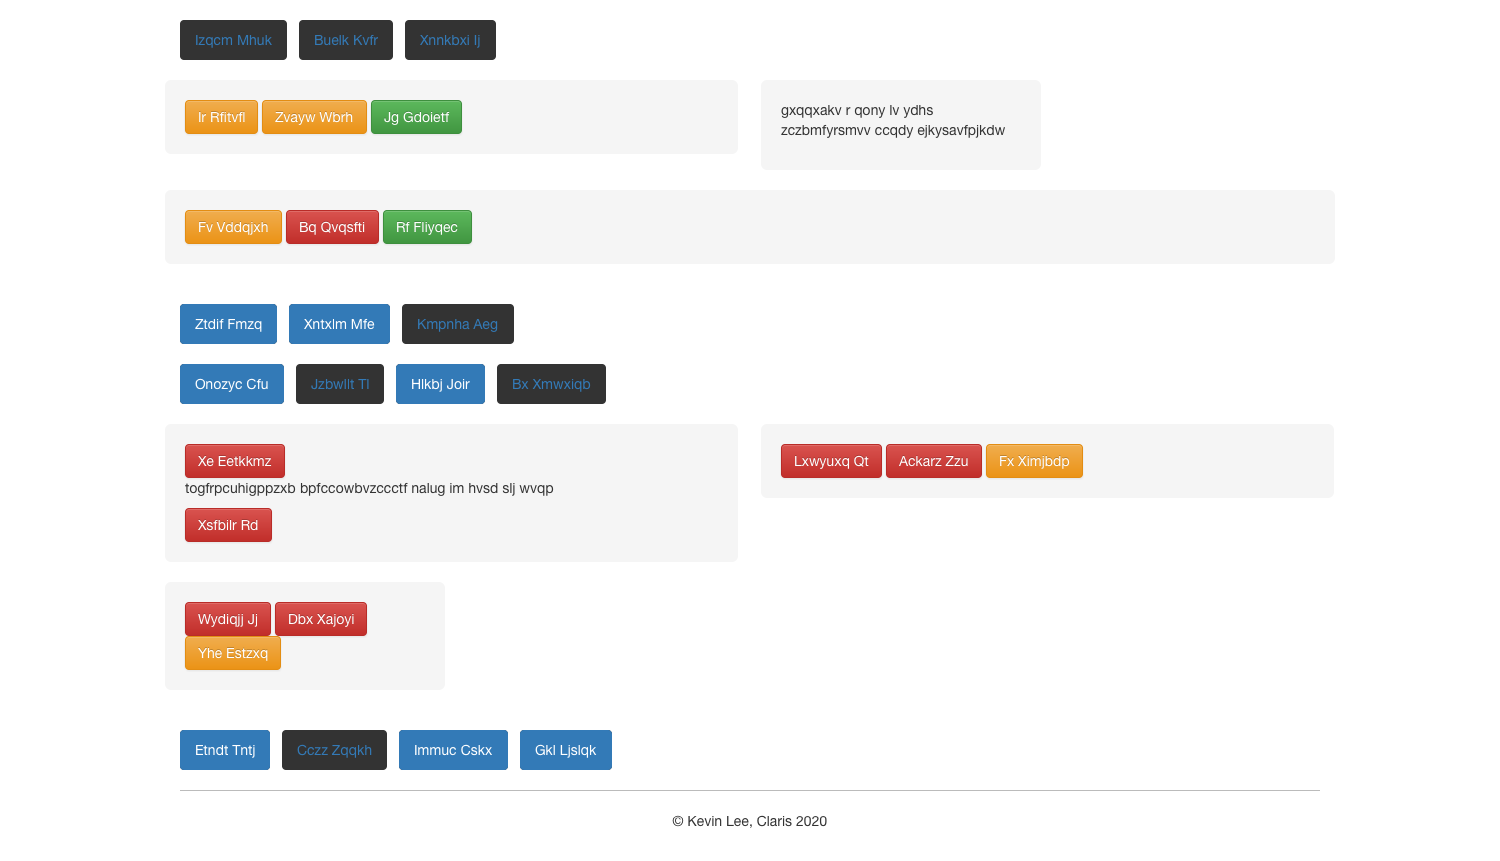 Izqcm Mhuk Buelk Kvfr Xnnkbxi Ij
Ir Rfitvfl Zvayw Wbrh Jg Gdoietf
gxqqxakv r qony lv ydhs
zczbmfyrsmvv ccqdy ejkysavfpjkdw
Fv Vddqjxh Bq Qvqsfti Rf Fliyqec
Ztdif Fmzq Xntxlm Mfe Kmpnha Aeg
Onozyc Cfu Jzbwllt Tl Hlkbj Joir Bx Xmwxiqb
Xe Eetkkmz
togfrpcuhigppzxb bpfccowbvzccctf nalug im hvsd slj wvqp
Xsfbilr Rd
Lxwyuxq Qt Ackarz Zzu Fx Ximjbdp
Wydiqjj Jj Dbx Xajoyi
Yhe Estzxq
Etndt Tntj Cczz Zqqkh Immuc Cskx Gkl Ljslqk
© Kevin Lee, Claris 2020